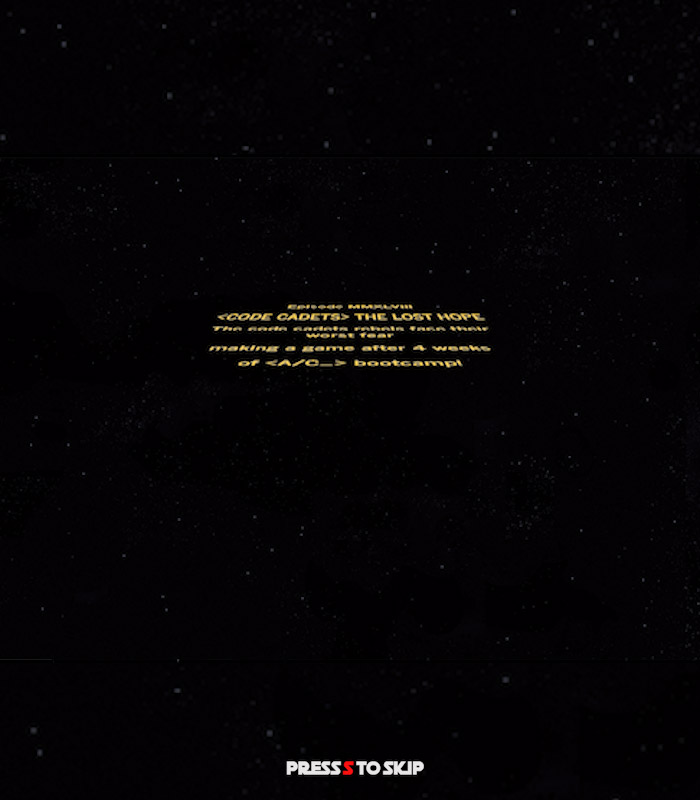 Episode MMXLVIII
<CODE CADETS> THE LOST HOPE
The code cadets rebels face their
worst fear
making a game after 4 weeks
of <A/C_> bootcamp!
PRESS S TO SKIP